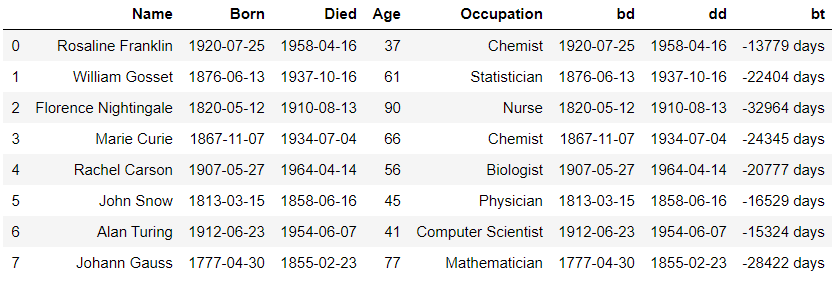 Name Born Died Age Occupation bd dd bt
0 Rosaline Franklin 1920-07-25 1958-04-16 37 Chemist 1920-07-25 1958-04-16 -13779 days
1 William Gosset 1876-06-13 1937-10-16 61 Statistician 1876-06-13 1937-10-16 -22404 days
2 Florence Nightingale 1820-05-12 1910-08-13 90 Nurse 1820-05-12 1910-08-13 -32964 days
3 Marie Curie 1867-11-07 1934-07-04 66 Chemist 1867-11-07 1934-07-04 -24345 days
4 Rachel Carson 1907-05-27 1964-04-14 56 Biologist 1907-05-27 1964-04-14 -20777 days
5 John Snow 1813-03-15 1858-06-16 45 Physician 1813-03-15 1858-06-16 -16529 days
6 Alan Turing 1912-06-23 1954-06-07 41 Computer Scientist 1912-06-23 1954-06-07 -15324 days
7 Johann Gauss 1777-04-30 1855-02-23 77 Mathematician 1777-04-30 1855-02-23 -28422 days